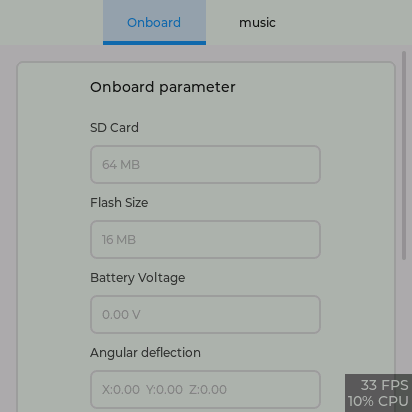 Onboard music
Onboard parameter
SD Card
64 MB
Flash Size
16 MB
Battery Voltage
0.00 V
Angular deflection
X:0.00 Y:0.00 Z:0.00
33 FPS
10% CPU